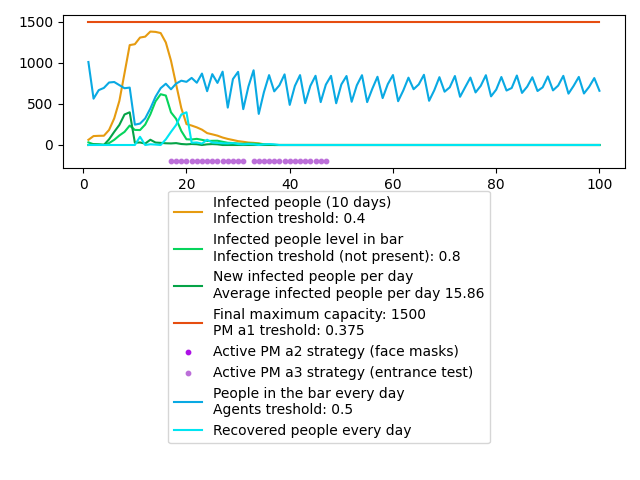 1500
1000
500
0
0
20
40
60
80
100
Infected people (10 days)
Infection treshold: 0.4
Infected people level in bar
Infection treshold (not present): 0.8
New infected people per day
Average infected people per day 15.86
Final maximum capacity: 1500
PM a1 treshold: 0.375
Active PM a2 strategy (face masks)
Active PM a3 strategy (entrance test)
People in the bar every day
Agents treshold: 0.5
Recovered people every day